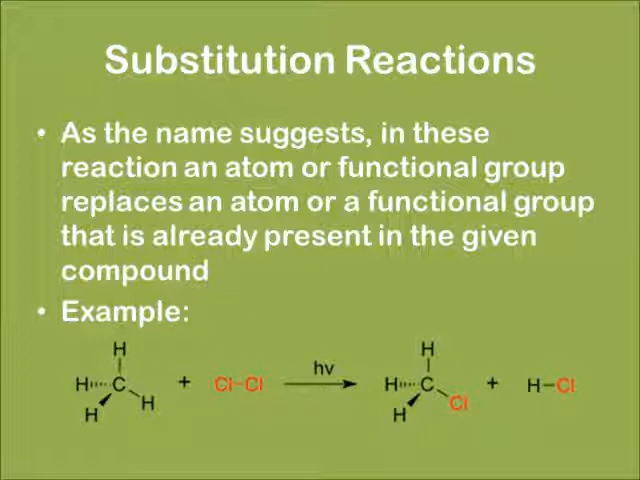 Substitution Reactions
• As the name suggests, in these
reaction an atom or functional group
replaces an atom or a functional group
that is already present in the given
compound
• Example:
H H
H C H + Cl-Cl hν H C Cl + H-Cl
H H